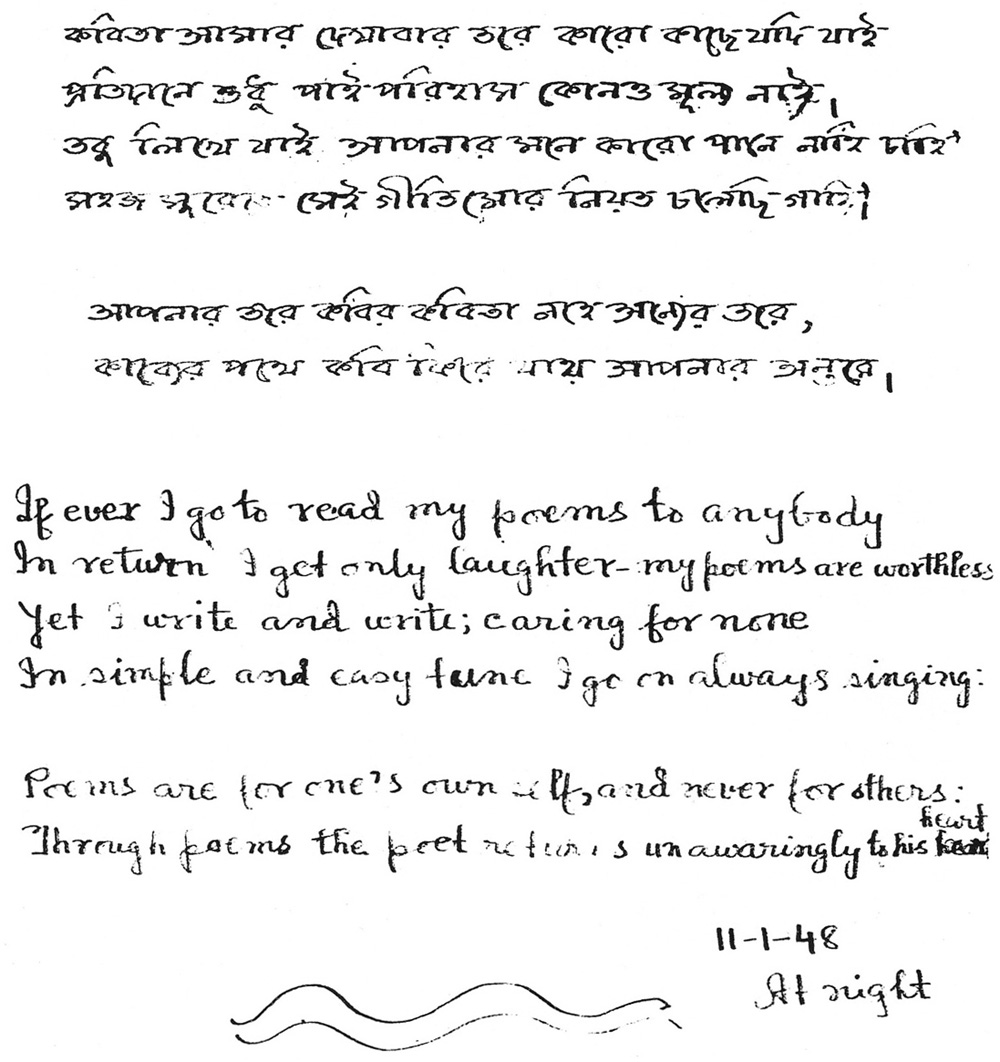 কবিতা আমার দেখাবার তরে কারো কাছে যদি যাই
প্রতিদানে শুধু পাই পরিহাস কোনও মূল্য নাই।
তবু লিখে যাই আপনার মনে কারো পানে নাহি চাহি'
সহজ সুরেতে সেই গীতি মোর নিয়ত চলেছি গাহি।
আপনার তরে কবির কবিতা নহে অন্যের তরে,
কাব্যের পথে কবি ফিরে যায় আপনার অন্তরে।
If ever I go to read my poems to anybody
In return I get only laughter - my poems are worthless
Yet I write and write; caring for none
In simple and easy tune I go on always singing:
Poems are for one's own self, and never for others:
heart
Through poems the poet returns unawaringly to his
11-1-48
At night